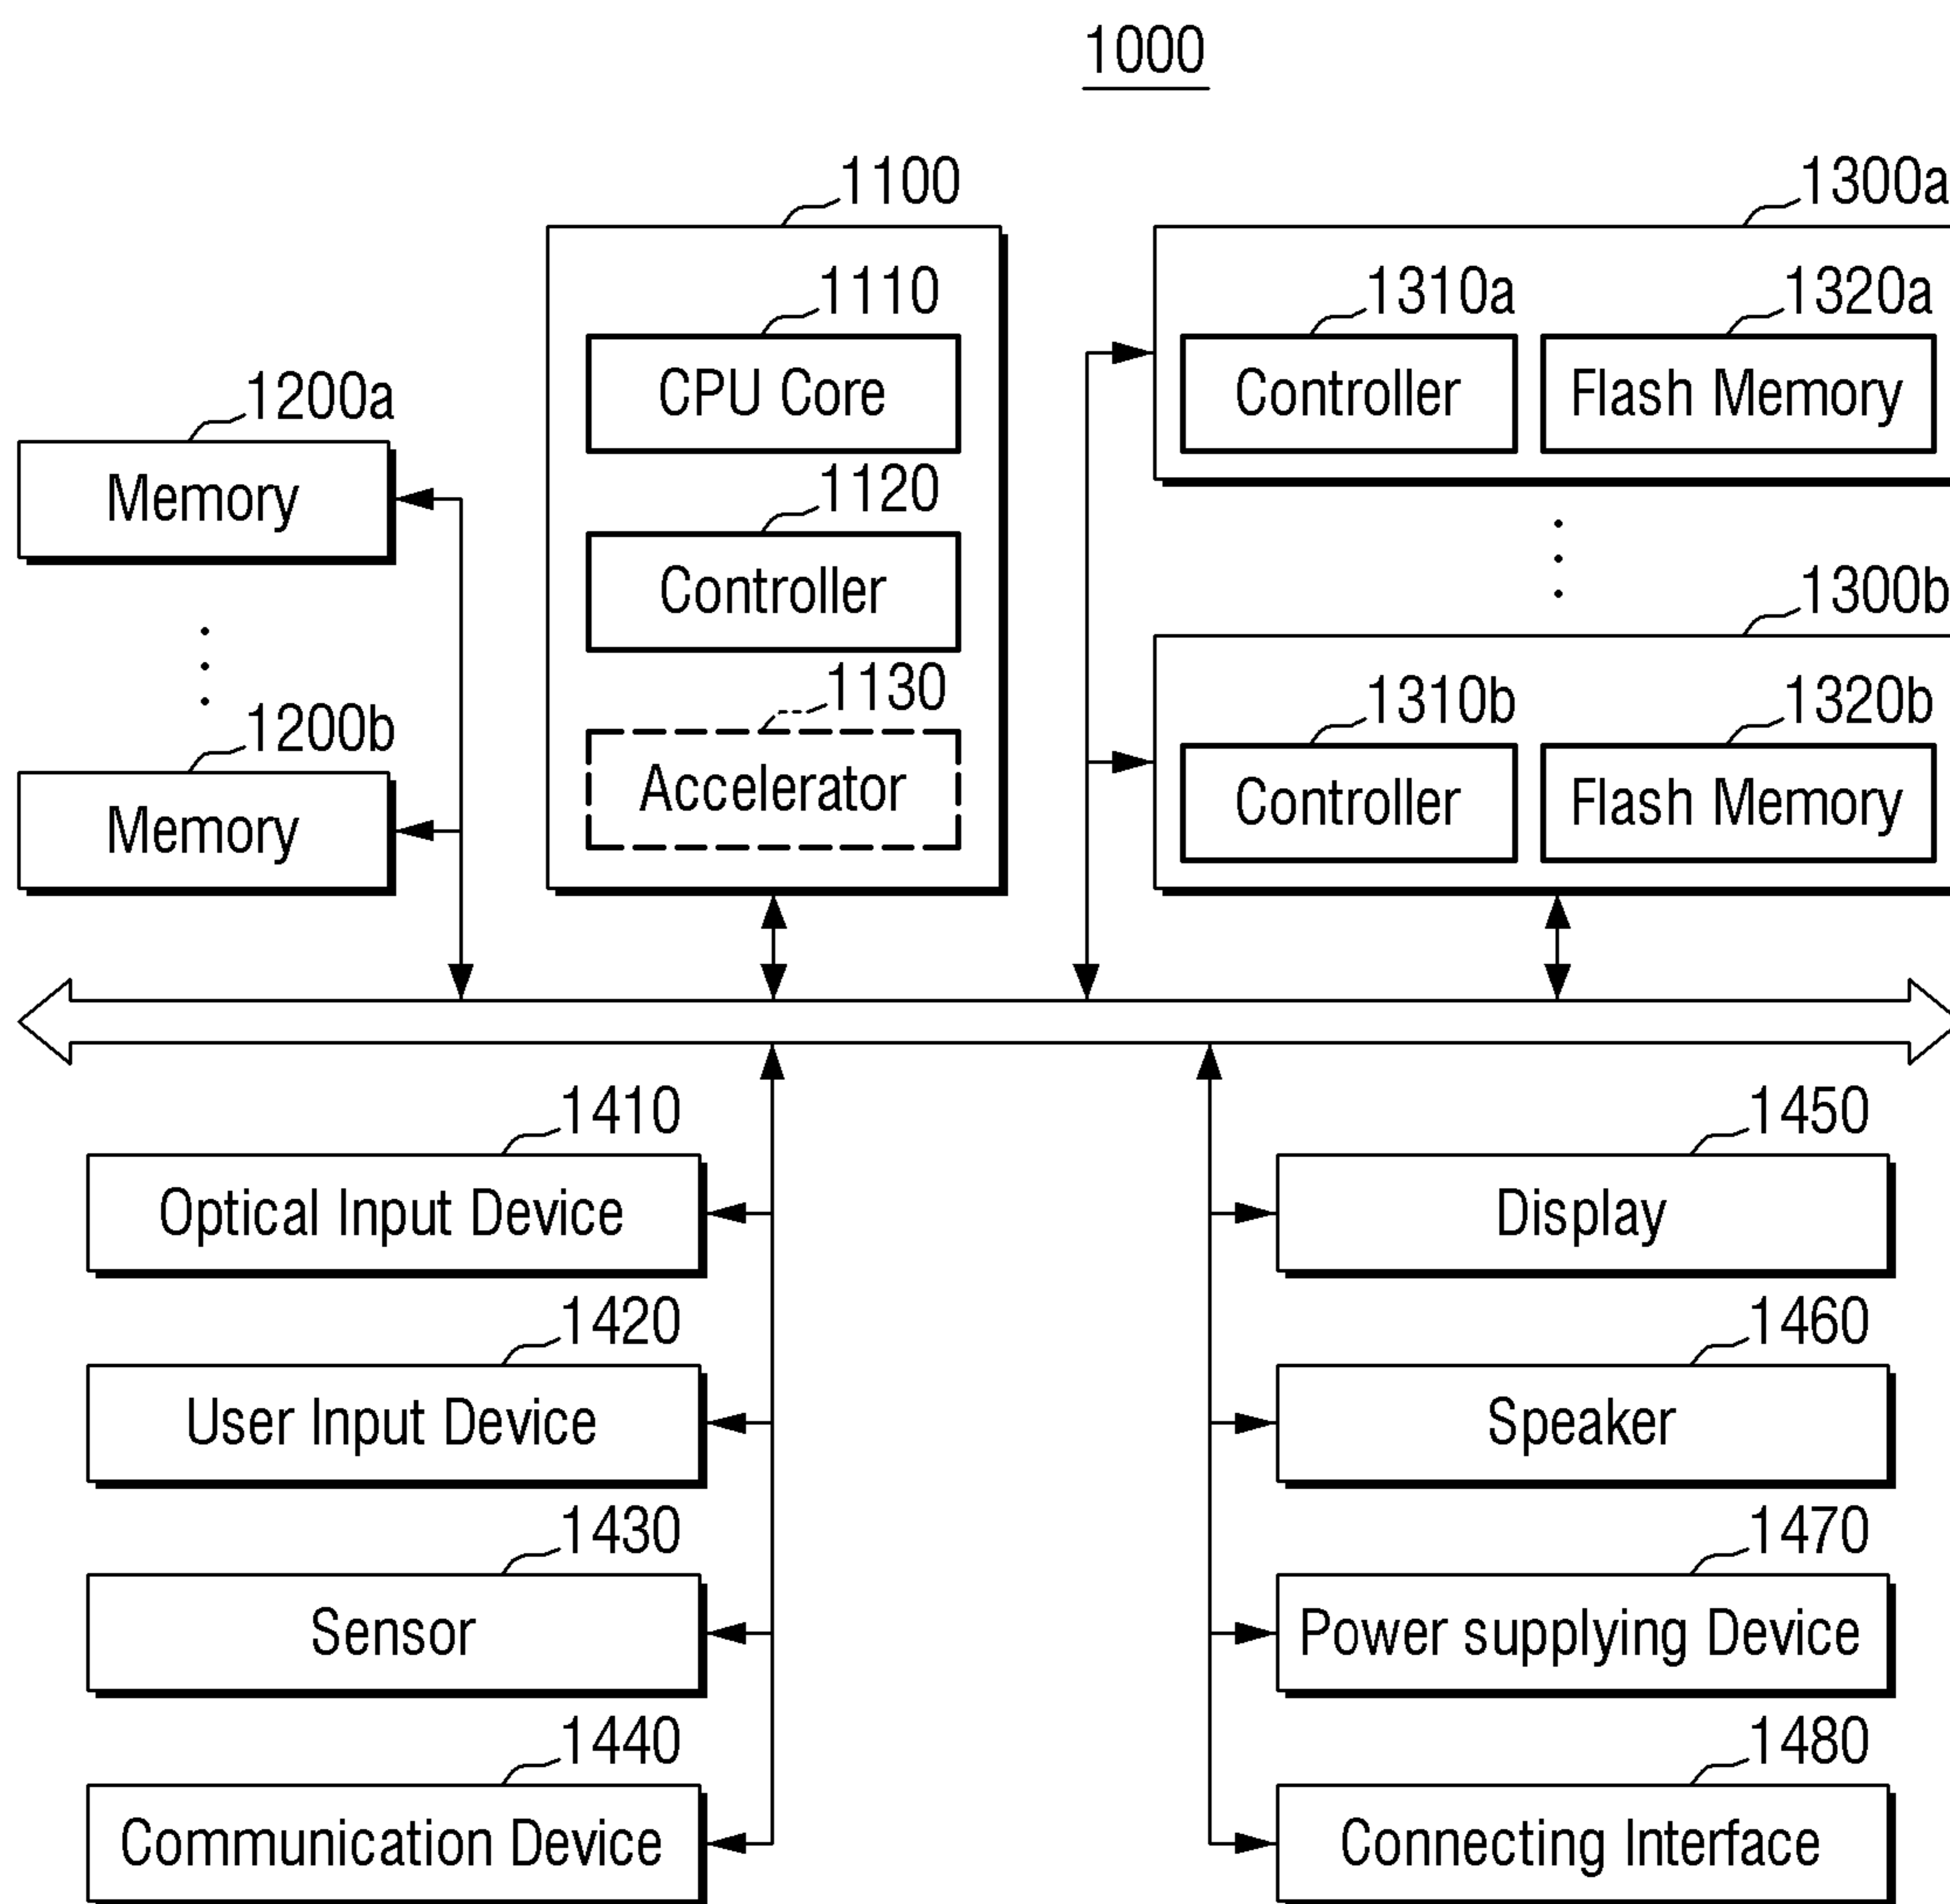 1000
1100
1110
CPU Core
1120
Controller
1130
Accelerator
1200a
Memory
1200b
Memory
1300a
1310a
Controller
1320a
Flash Memory
1300b
1310b
Controller
1320b
Flash Memory
1410
Optical Input Device
1420
User Input Device
1430
Sensor
1440
Communication Device
1450
Display
1460
Speaker
1470
Power supplying Device
1480
Connecting Interface